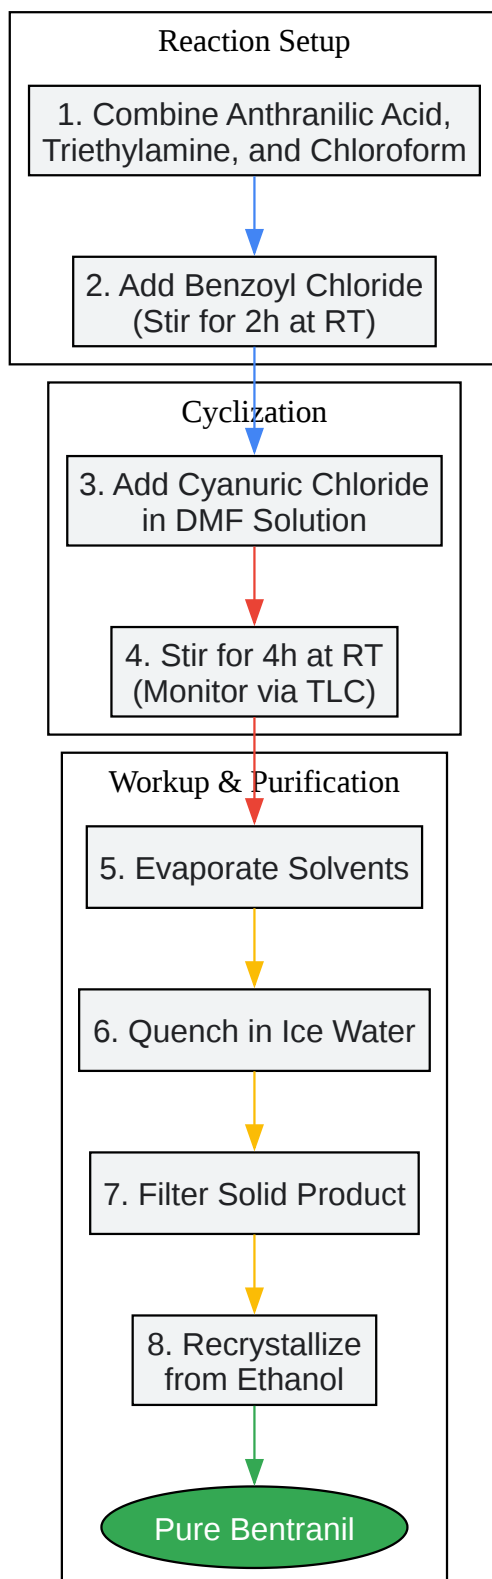 Reaction Setup
1. Combine Anthranilic Acid,
Triethylamine, and Chloroform
2. Add Benzoyl Chloride
(Stir for 2h at RT)
Cyclization
3. Add Cyanuric Chloride
in DMF Solution
4. Stir for 4h at RT
(Monitor via TLC)
Workup & Purification
5. Evaporate Solvents
6. Quench in Ice Water
7. Filter Solid Product
8. Recrystallize
from Ethanol
Pure Bentranil